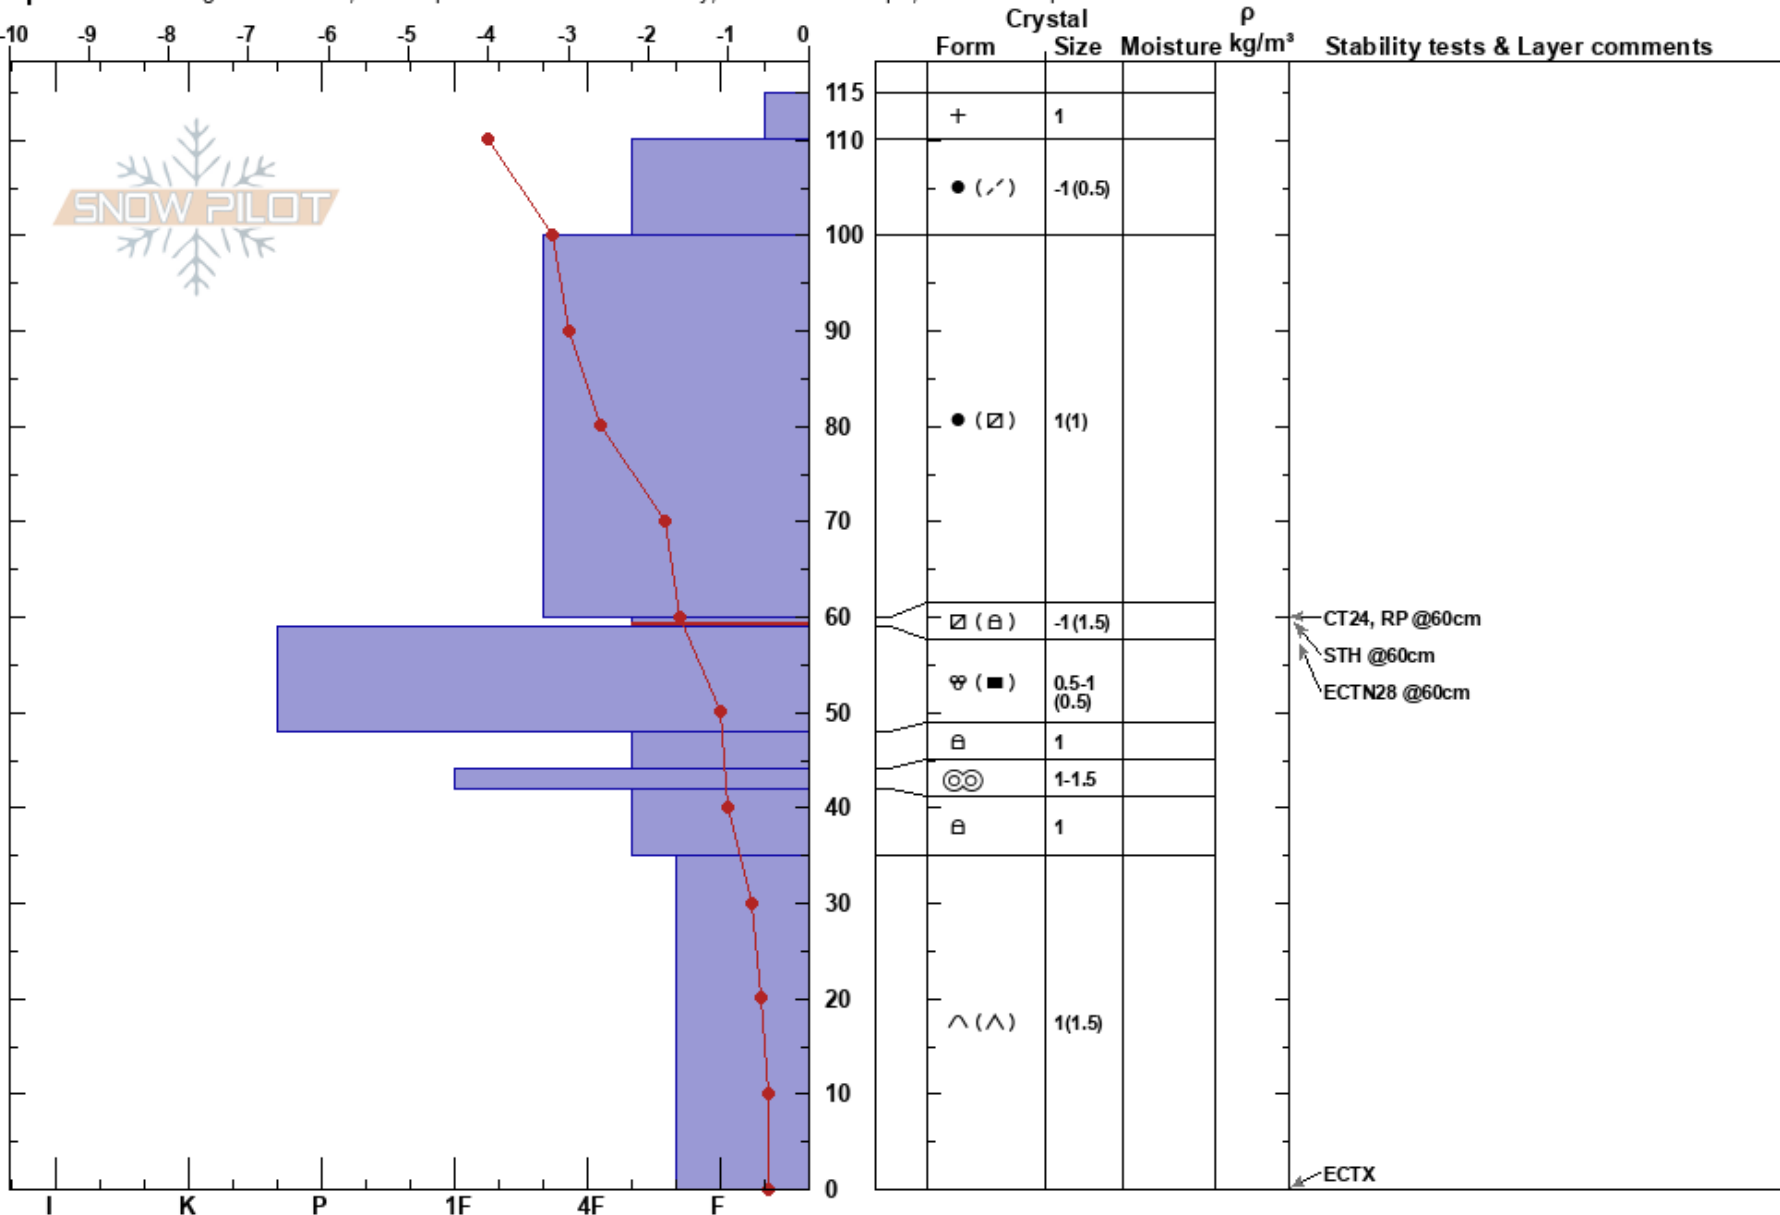 Crystal ρ
-10 -9 -8 -7 -6 -5 -4 -3 -2 -1 0 Form Size Moisture kg/m³ Stability tests & Layer comments
115
+ 1
110
SNOW PILOT
● (⟋) -1(0.5)
100
90
80 ● (⧄) 1(1)
70
60 CT24, RP @60cm
-1(1.5)
STH @60cm
0.5-1
(0.5)
ECTN28 @60cm
50
1
1-1.5
40
1
30
20
∧(∧) 1(1.5)
10
ECTX
0
I K P 1F 4F F